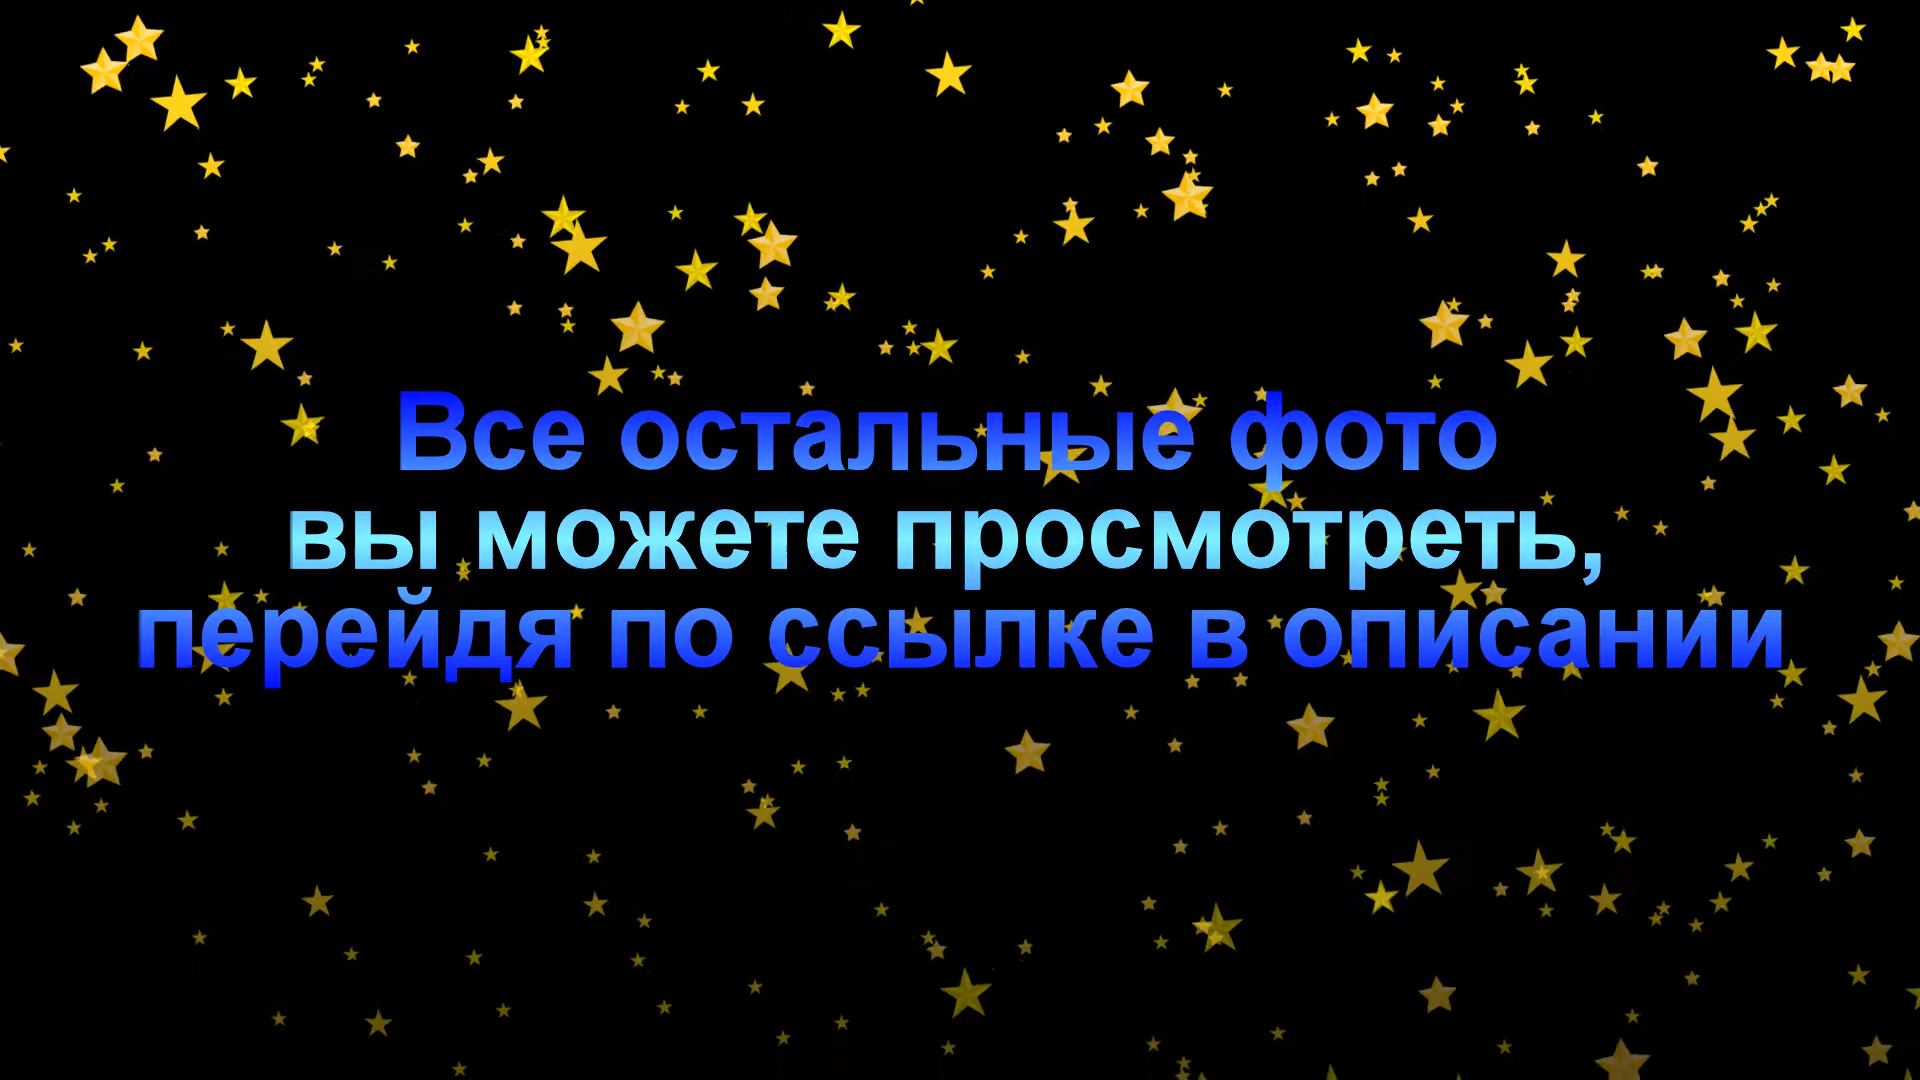 Все остальные фото
вы можете просмотреть,
перейдя по ссылке в описании